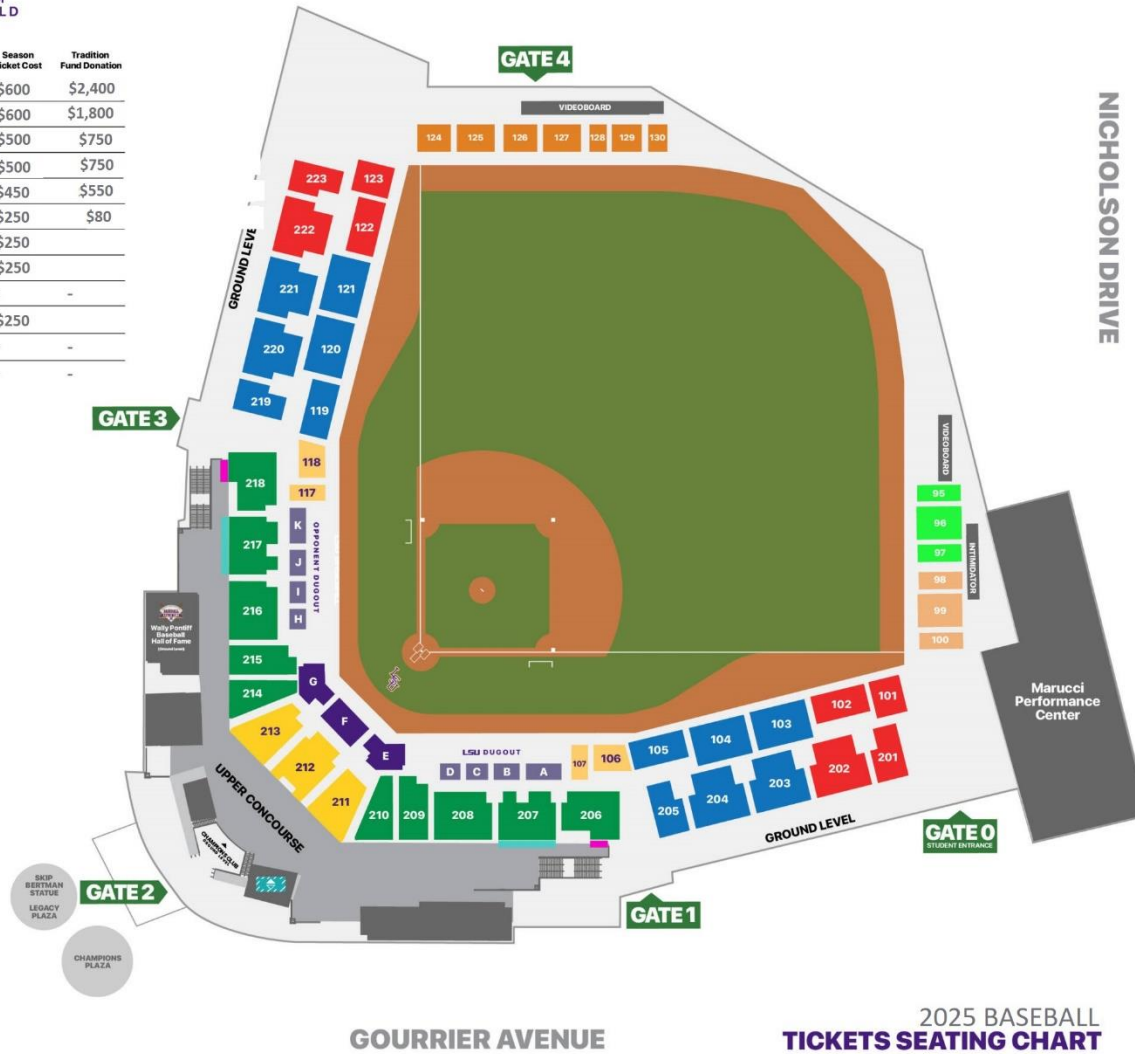 LD
Season Tradition
icket Cost Fund Donation
$600 $2,400
$600 $1,800
$500 $750
$500 $750
$450 $550
$250 $80
$250
$250
-
$250
-
-
GATE 4
VIDEOBOARD
124 125 126 127 128 129 130
NICHOLSON DRIVE
223 123
222 122
GROUND LEVE
221 121
220 120
219 119
GATE 3
118
218
117
K
217
J
OPPONENT DUGOUT
I
216
H
215
214
G
213
F
212
E
211
VIDEOBOARD
95
96
97
INTIMIDATOR
98
99
100
Wally Pontiff
Baseball
Hall of Fame
(Ground Level)
Marucci
Performance
Center
LSU
LSU DUGOUT
D C B A
107 106 105 104 103 102 101
210 209 208 207 206
205 204 203 202 201
UPPER CONCOURSE
GROUND LEVEL
GATE 0
STUDENT ENTRANCE
CHAMPIONS CLUB
SKIP
BERTMAN
STATUE
LEGACY
PLAZA
GATE 2
GATE 1
CHAMPIONS
PLAZA
GOURRIER AVENUE
2025 BASEBALL
TICKETS SEATING CHART